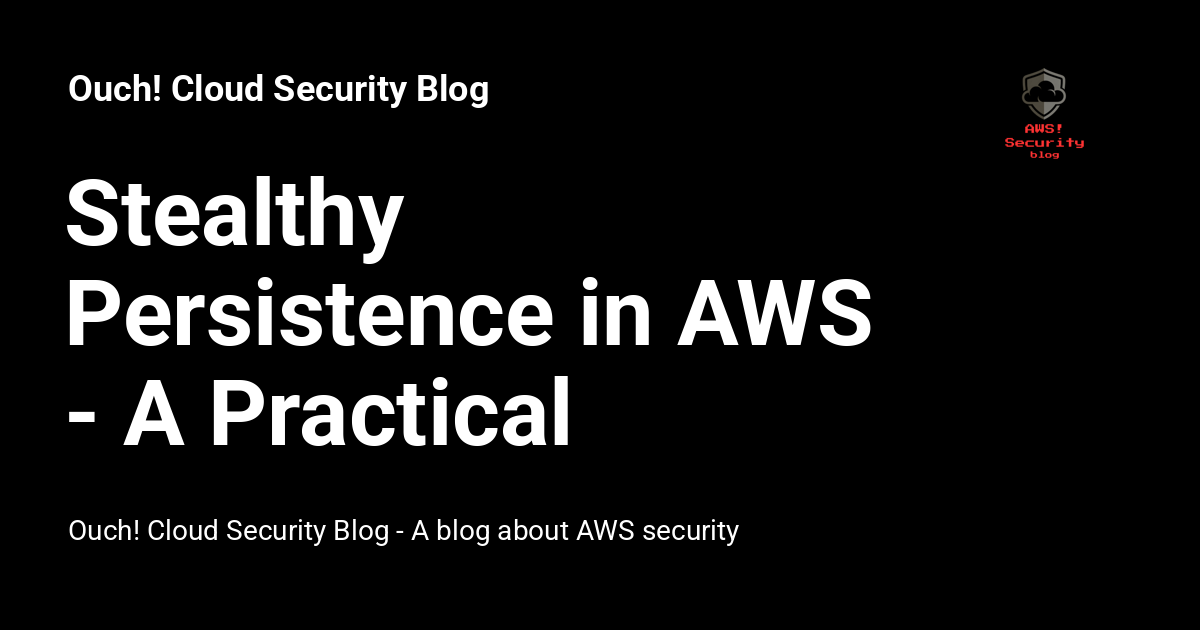 Ouch! Cloud Security Blog
AWS!
Security
blog
Stealthy
Persistence in AWS
- A Practical
Ouch! Cloud Security Blog - A blog about AWS security